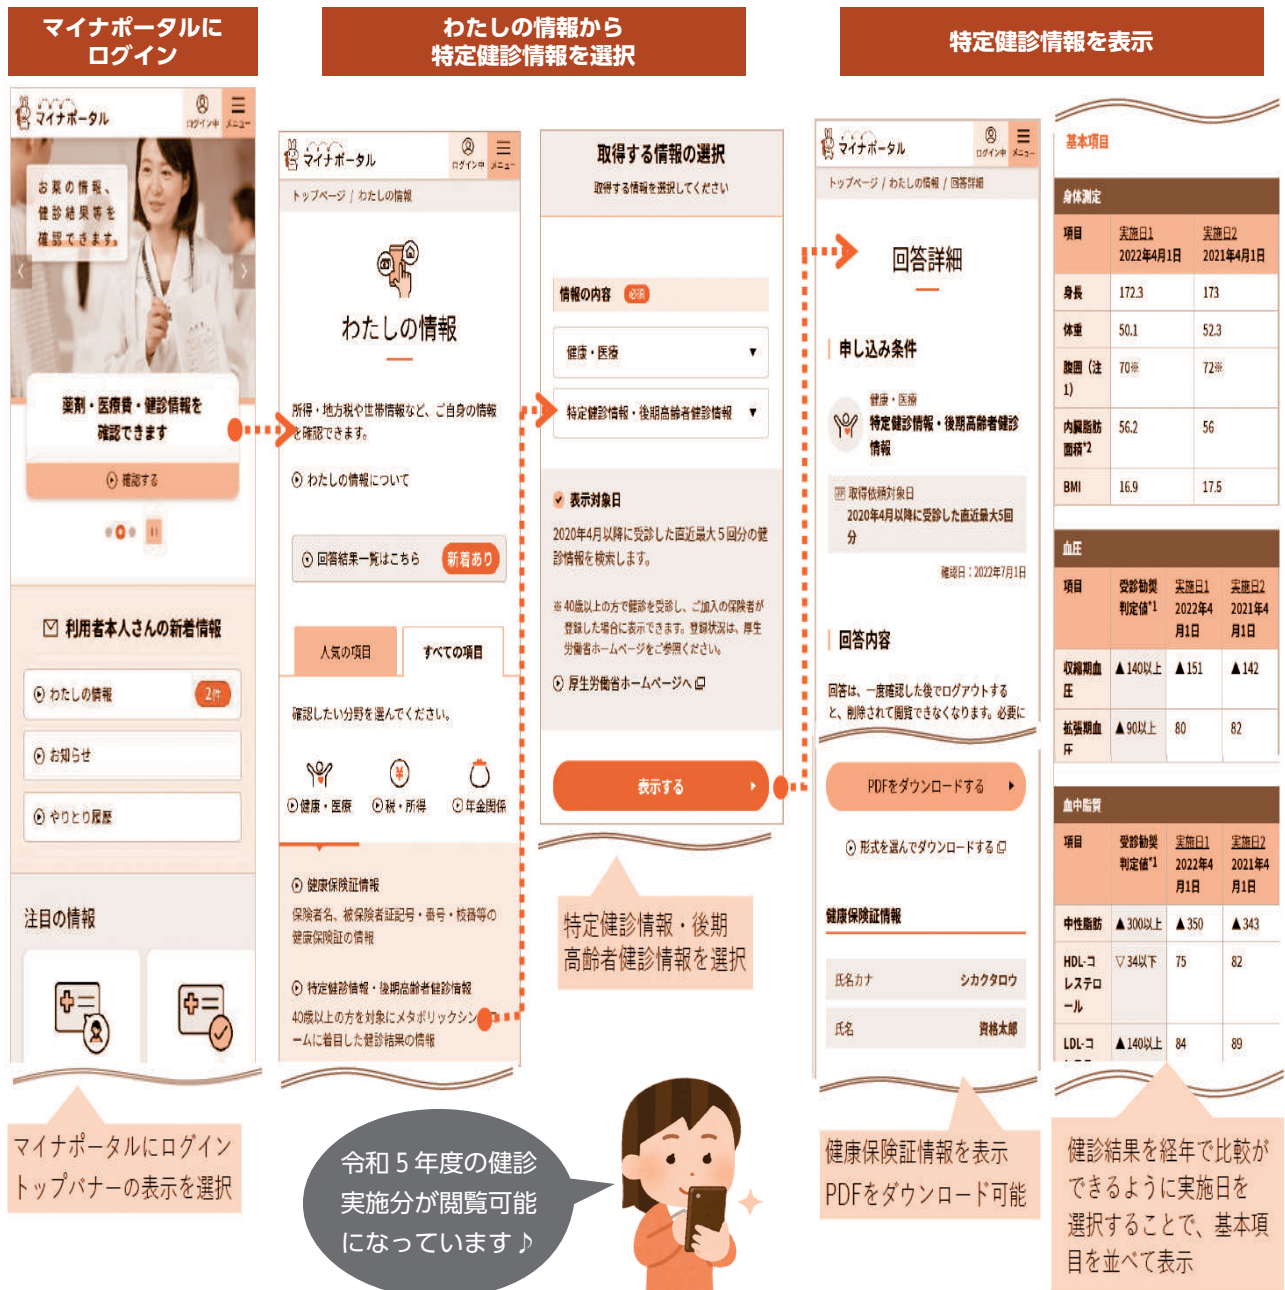 マイナポータルに
ログイン
わたしの情報から
特定健診情報を選択
特定健診情報を表示
マイナポータル
ログイン中
メニュー
お薬の情報、
健診結果等を
確認できます。
薬剤・医療費・健診情報を
確認できます
確認する
利用者本人さんの新着情報
わたしの情報
2件
お知らせ
やりとり履歴
注目の情報
マイナポータルにログイン
トップバナーの表示を選択
マイナポータル
ログイン中
メニュー
トップページ / わたしの情報
わたしの情報
所得・地方税や世帯情報など、ご自身の情報
を確認できます。
わたしの情報について
回答結果一覧はこちら
新着あり
人気の項目
すべての項目
確認したい分野を選んでください。
健康・医療
税・所得
年金関係
健康保険証情報
保険者名、被保険者証記号・番号・枝番等の
健康保険証の情報
特定健診情報・後期高齢者健診情報
40歳以上の方を対象にメタボリックシン
ームに着目した健診結果の情報
取得する情報の選択
取得する情報を選択してください
情報の内容 必須
健康・医療 ▼
特定健診情報・後期高齢者健診情報 ▼
表示対象日
2020年4月以降に受診した直近最大５回分の健
診情報を検索します。
※40歳以上の方で健診を受診し、ご加入の保険者が
登録した場合に表示できます。登録状況は、厚生
労働省ホームページをご参照ください。
厚生労働省ホームページへ
表示する
特定健診情報・後期
高齢者健診情報を選択
令和５年度の健診
実施分が閲覧可能
になっています♪
マイナポータル
ログイン中
メニュー
トップページ / わたしの情報 / 回答詳細
回答詳細
申し込み条件
健康・医療
特定健診情報・後期高齢者健診
情報
取得依頼対象日
2020年4月以降に受診した直近最大5回
分
確認日：2022年7月1日
回答内容
回答は、一度確認した後でログアウトする
と、削除されて閲覧できなくなります。必要に
PDFをダウンロードする
形式を選んでダウンロードする
健康保険証情報
氏名カナ シカクタロウ
氏名 資格太郎
健康保険証情報を表示
PDFをダウンロード可能
基本項目
身体測定
項目 実施日1 実施日2
2022年4月1日 2021年4月1日
身長 172.3 173
体重 50.1 52.3
腹囲（注 70※ 72※
1）
内臓脂肪 56.2 56
面積*2
BMI 16.9 17.5
血圧
項目 受診勧奨 実施日1 実施日2
判定値*1 2022年4 2021年4
月1日 月1日
収縮期血 ▲140以上 ▲151 ▲142
圧
拡張期血 ▲90以上 80 82
圧
血中脂質
項目 受診勧奨 実施日1 実施日2
判定値*1 2022年4 2021年4
月1日 月1日
中性脂肪 ▲300以上 ▲350 ▲343
HDL-コ ▽34以下 75 82
レステロ
ール
LDL-コ ▲140以上 84 89
健診結果を経年で比較が
できるように実施日を
選択することで、基本項
目を並べて表示